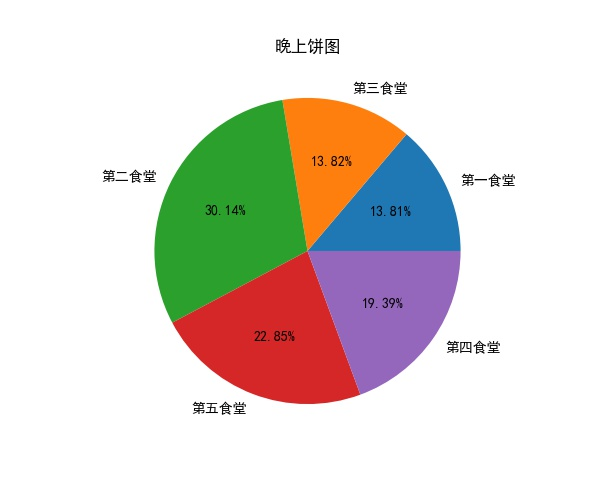 晚上饼图
第三食堂
13.82%
第二食堂
第一食堂
30.14%
13.81%
19.39%
22.85%
第四食堂
第五食堂